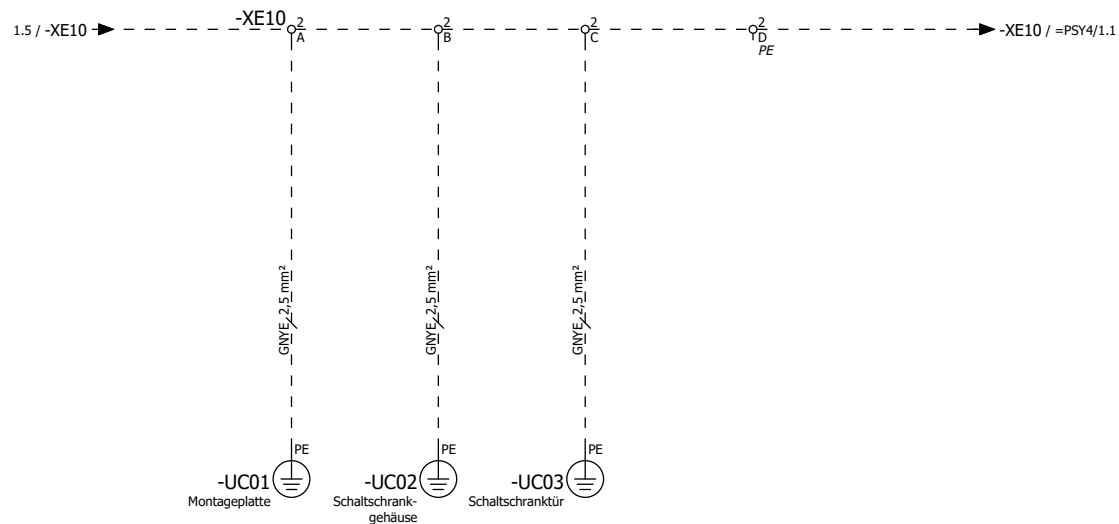 1.5 / -XE10
-XE10
2
A
2
B
2
C
2
D
PE
-XE10 / =PSY4/1.1
GNYE 2,5 mm²
GNYE 2,5 mm²
GNYE 2,5 mm²
PE
PE
PE
-UC01
Montageplatte
-UC02
Schaltschrank-
gehäuse
-UC03
Schaltschranktür